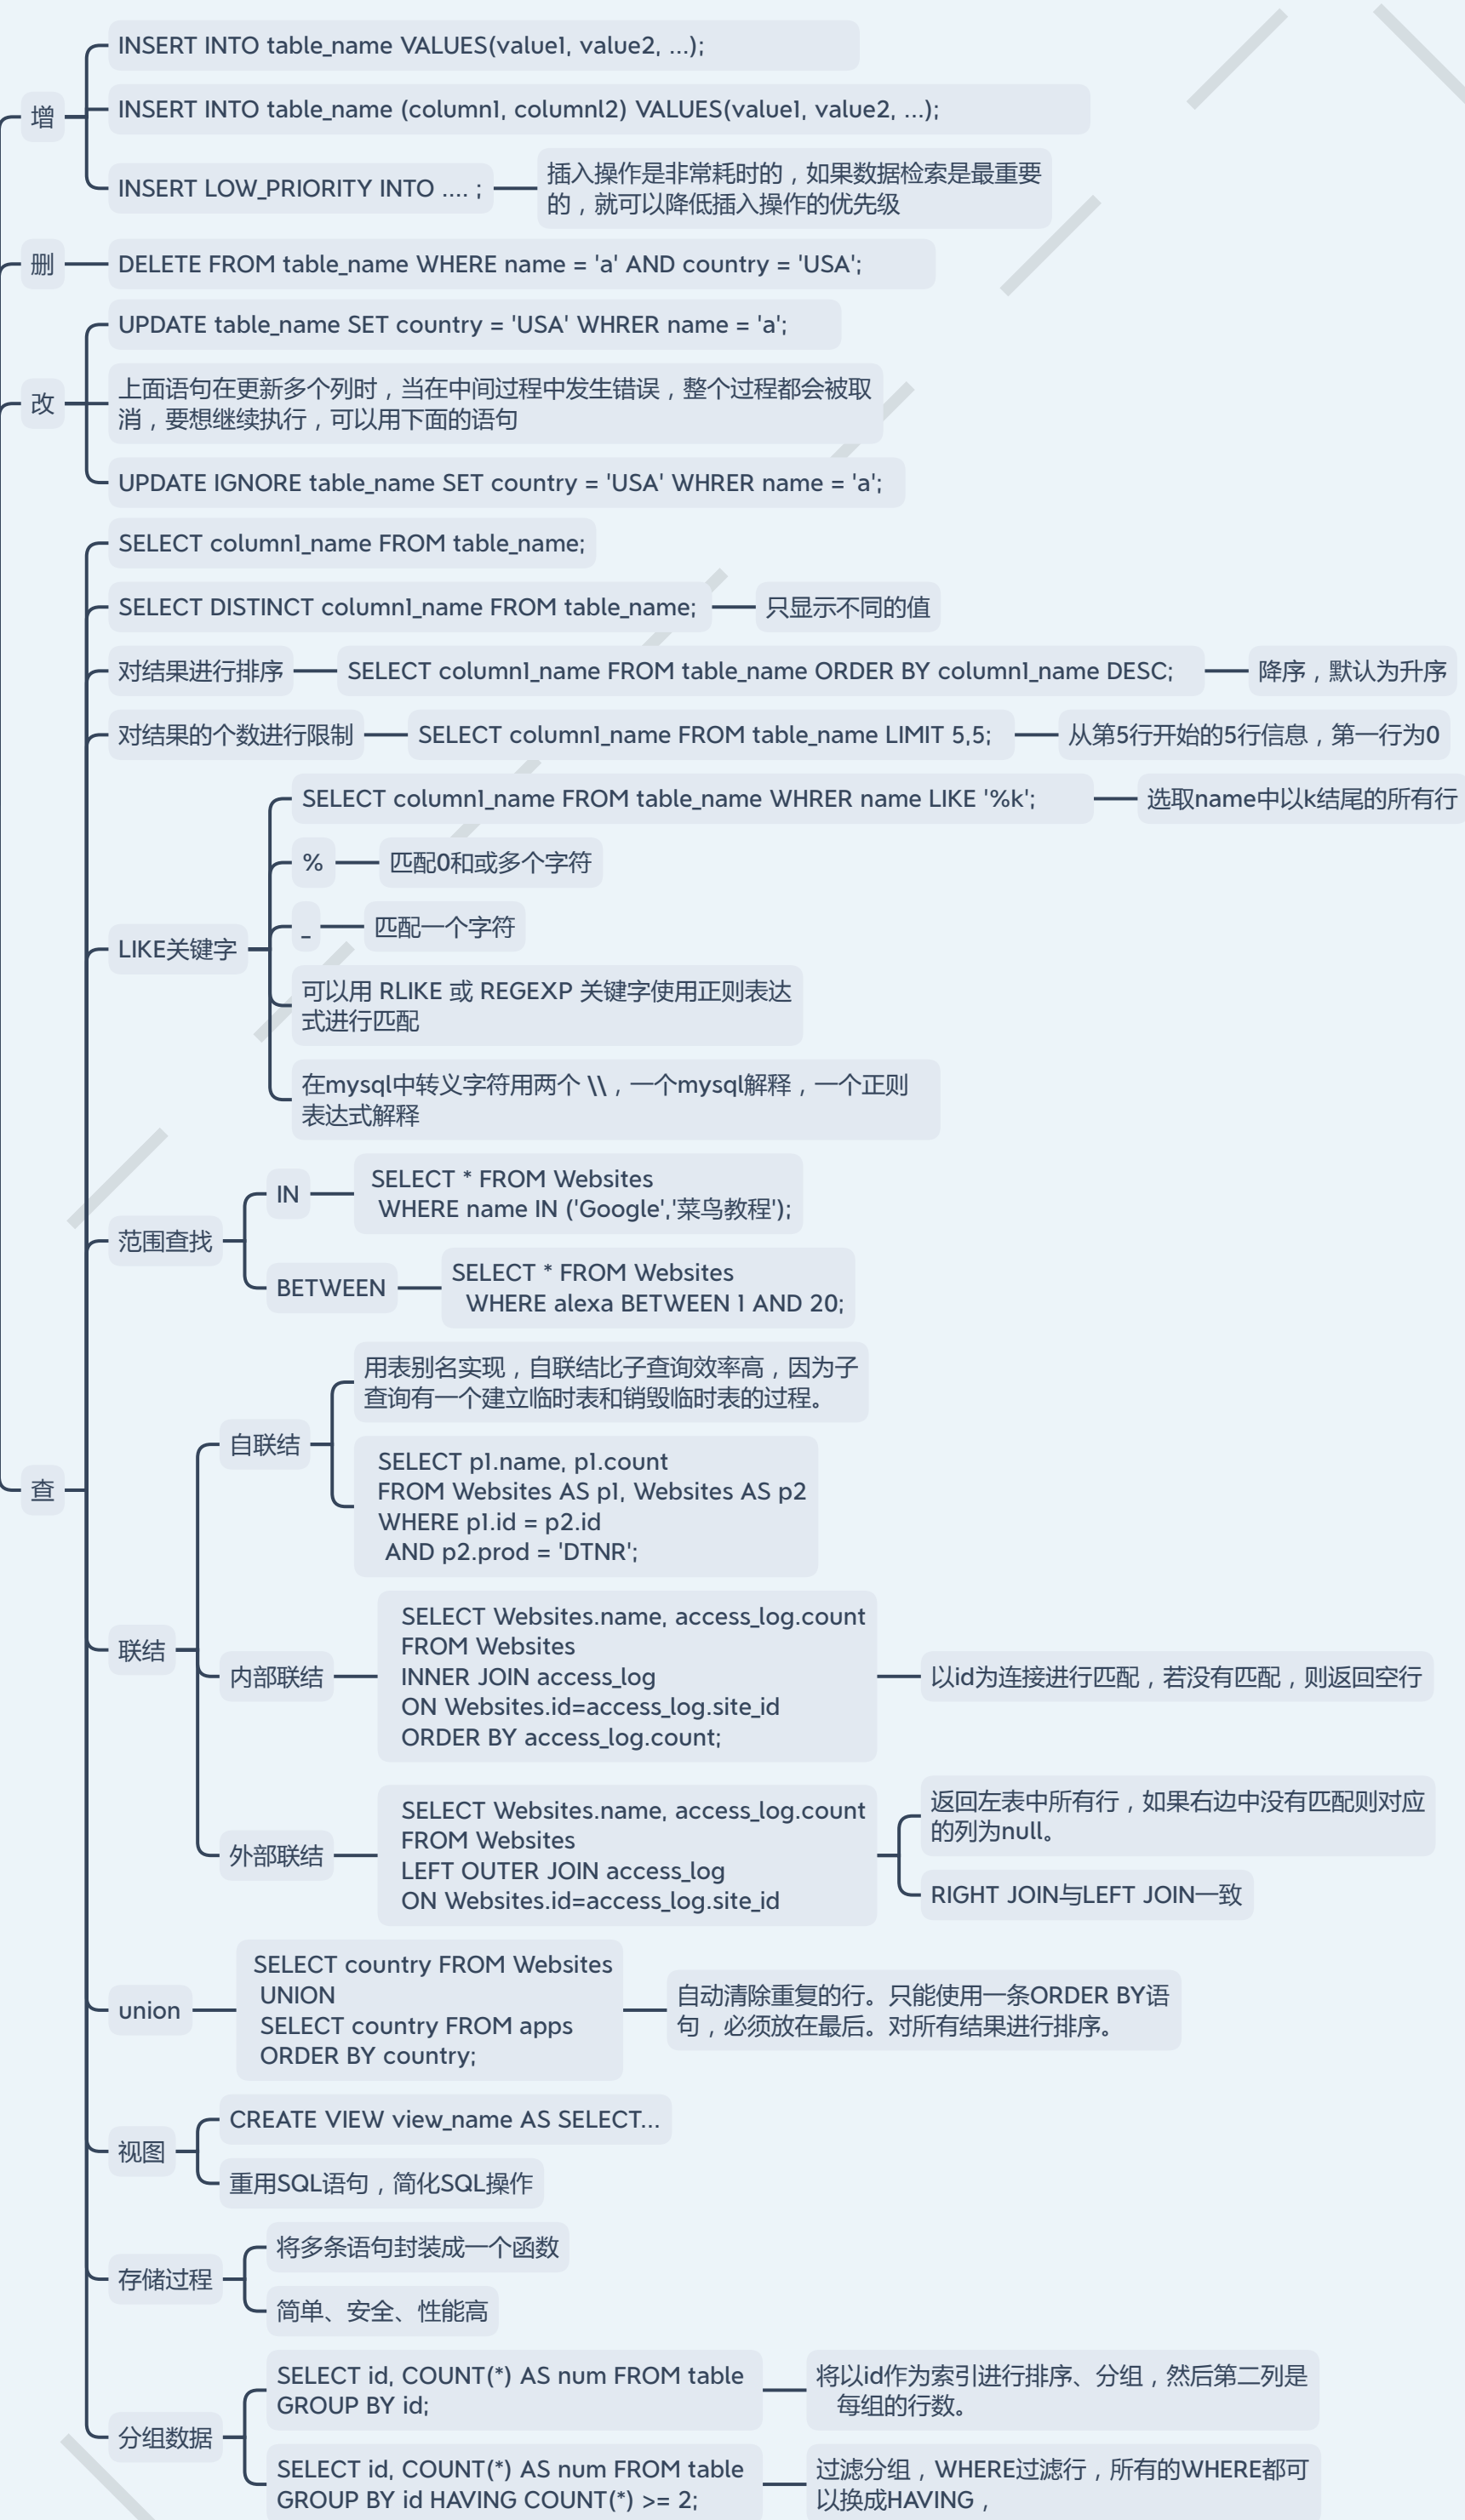 增
INSERT INTO table_name VALUES(value1, value2, ...);
INSERT INTO table_name (column1, columnl2) VALUES(value1, value2, ...);
INSERT LOW_PRIORITY INTO .... ;
插入操作是非常耗时的，如果数据检索是最重要
的，就可以降低插入操作的优先级
删
DELETE FROM table_name WHERE name = 'a' AND country = 'USA';
改
UPDATE table_name SET country = 'USA' WHRER name = 'a';
上面语句在更新多个列时，当在中间过程中发生错误，整个过程都会被取
消，要想继续执行，可以用下面的语句
UPDATE IGNORE table_name SET country = 'USA' WHRER name = 'a';
查
SELECT column1_name FROM table_name;
SELECT DISTINCT column1_name FROM table_name;
只显示不同的值
对结果进行排序
SELECT column1_name FROM table_name ORDER BY column1_name DESC;
降序，默认为升序
对结果的个数进行限制
SELECT column1_name FROM table_name LIMIT 5,5;
从第5行开始的5行信息，第一行为0
LIKE关键字
SELECT column1_name FROM table_name WHRER name LIKE '%k';
选取name中以k结尾的所有行
%
匹配0和或多个字符
_
匹配一个字符
可以用 RLIKE 或 REGEXP 关键字使用正则表达
式进行匹配
在mysql中转义字符用两个 \\，一个mysql解释，一个正则
表达式解释
范围查找
IN
SELECT * FROM Websites
WHERE name IN ('Google','菜鸟教程');
BETWEEN
SELECT * FROM Websites
WHERE alexa BETWEEN 1 AND 20;
联结
自联结
用表别名实现，自联结比子查询效率高，因为子
查询有一个建立临时表和销毁临时表的过程。
SELECT p1.name, p1.count
FROM Websites AS p1, Websites AS p2
WHERE p1.id = p2.id
AND p2.prod = 'DTNR';
内部联结
SELECT Websites.name, access_log.count
FROM Websites
INNER JOIN access_log
ON Websites.id=access_log.site_id
ORDER BY access_log.count;
以id为连接进行匹配，若没有匹配，则返回空行
外部联结
SELECT Websites.name, access_log.count
FROM Websites
LEFT OUTER JOIN access_log
ON Websites.id=access_log.site_id
返回左表中所有行，如果右边中没有匹配则对应
的列为null。
RIGHT JOIN与LEFT JOIN一致
union
SELECT country FROM Websites
UNION
SELECT country FROM apps
ORDER BY country;
自动清除重复的行。只能使用一条ORDER BY语
句，必须放在最后。对所有结果进行排序。
视图
CREATE VIEW view_name AS SELECT...
重用SQL语句，简化SQL操作
存储过程
将多条语句封装成一个函数
简单、安全、性能高
分组数据
SELECT id, COUNT(*) AS num FROM table
GROUP BY id;
将以id作为索引进行排序、分组，然后第二列是
每组的行数。
SELECT id, COUNT(*) AS num FROM table
GROUP BY id HAVING COUNT(*) >= 2;
过滤分组，WHERE过滤行，所有的WHERE都可
以换成HAVING，